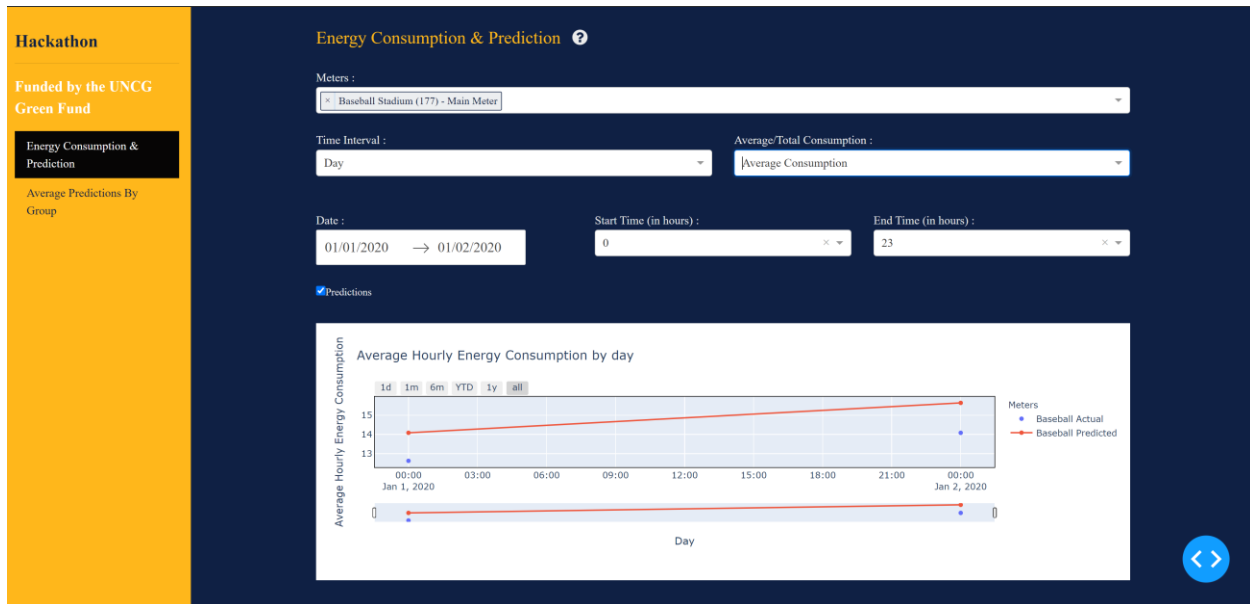 Hackathon
Funded by the UNCG
Green Fund
Energy Consumption &
Prediction
Average Predictions By
Group
Energy Consumption & Prediction ?
Meters :
× Baseball Stadium (177) - Main Meter
Time Interval :
Day
Average/Total Consumption :
Average Consumption
Date :
01/01/2020 → 01/02/2020
Start Time (in hours) :
0 ×
End Time (in hours) :
23 ×
Predictions
Average Hourly Energy Consumption by day
1d 1m 6m YTD 1y all
Average Hourly Energy Consumption
15
14
13
00:00 03:00 06:00 09:00 12:00 15:00 18:00 21:00 00:00
Jan 1, 2020 Jan 2, 2020
Day
Meters
Baseball Actual
Baseball Predicted